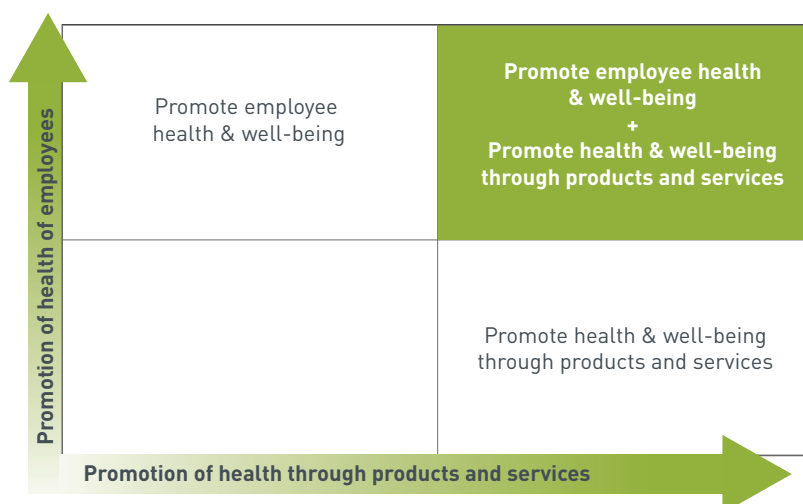 Promotion of health of employees
Promote employee
health & well-being
Promote employee health
& well-being
+
Promote health & well-being
through products and services
Promote health & well-being
through products and services
Promotion of health through products and services